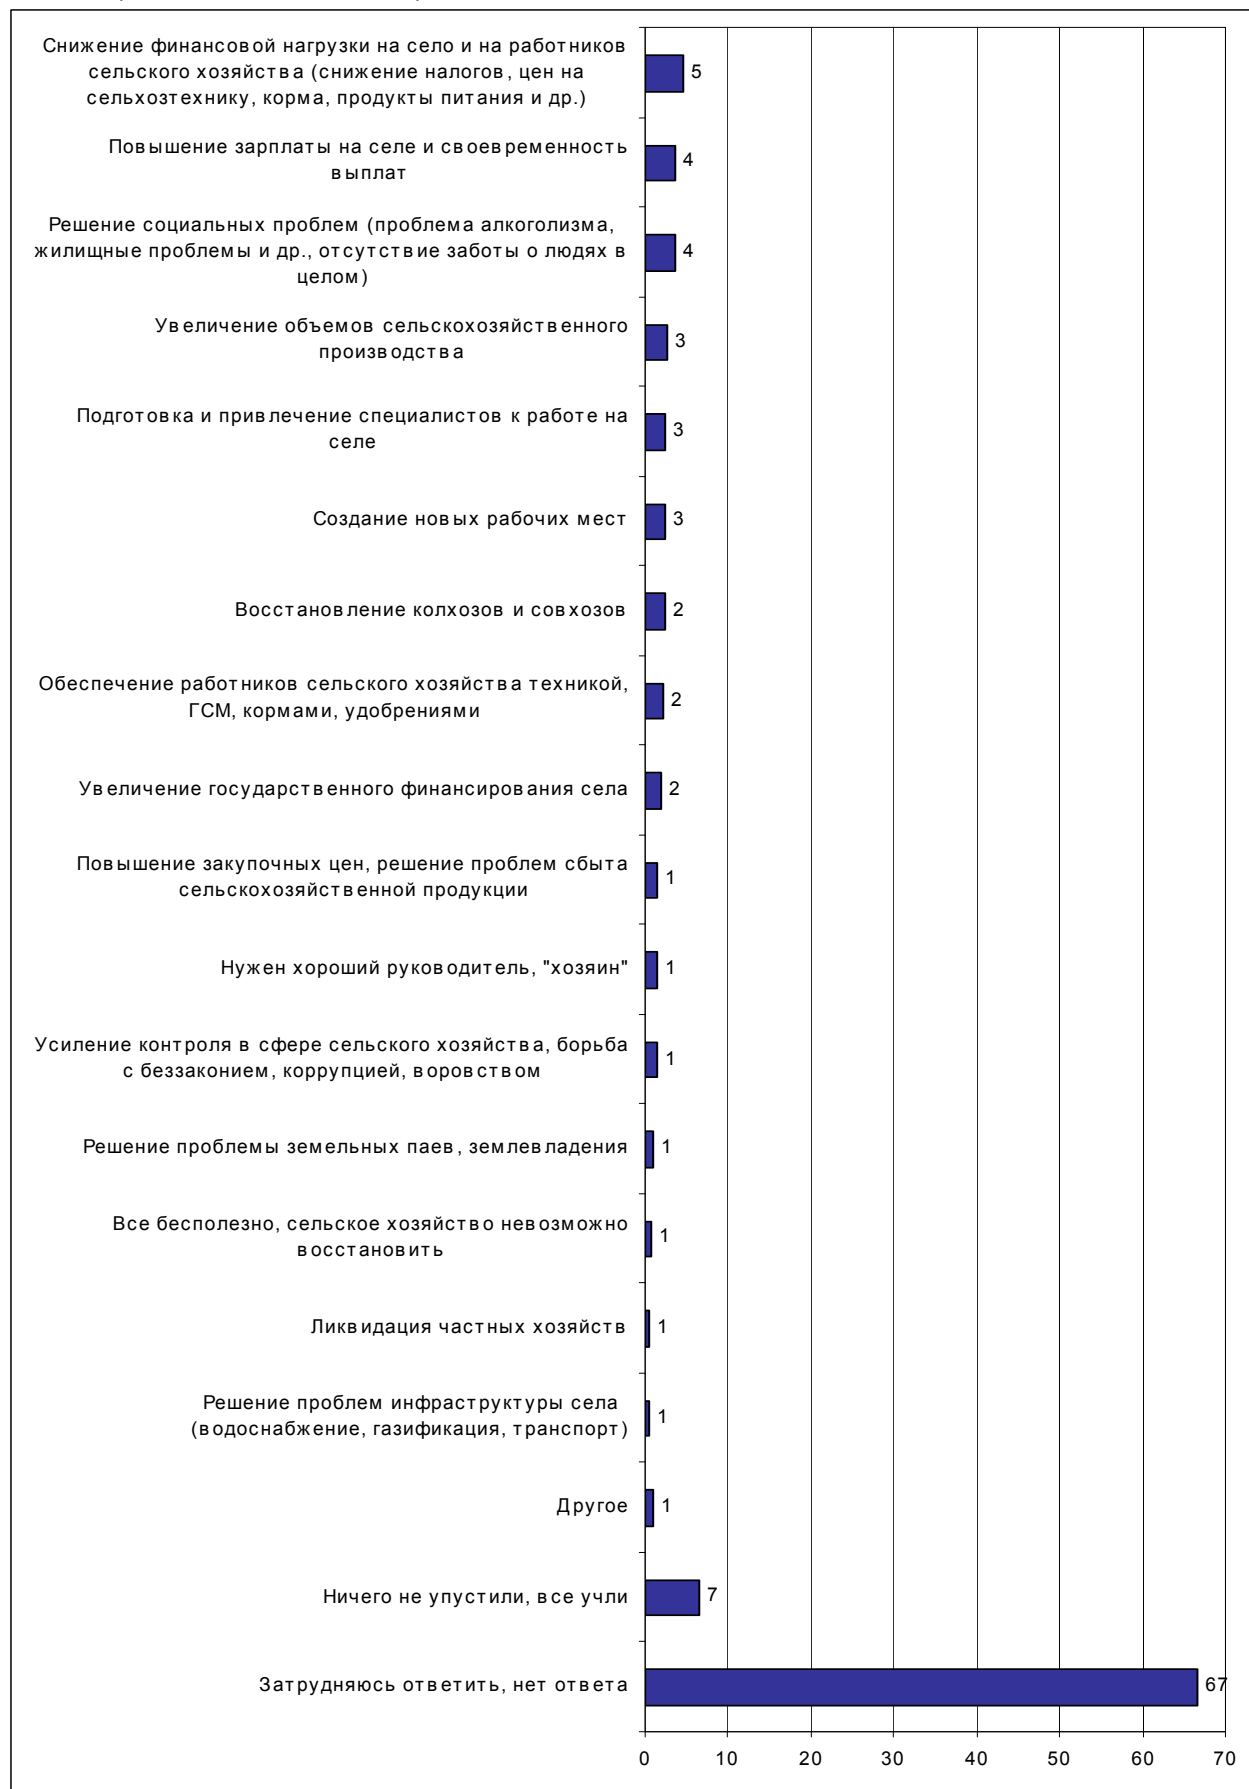 Снижение финансовой нагрузки на село и на работников
сельского хозяйства (снижение налогов, цен на
сельхозтехнику, корма, продукты питания и др.)
5
Повышение зарплаты на селе и своевременность
выплат
4
Решение социальных проблем (проблема алкоголизма,
жилищные проблемы и др., отсутствие заботы о людях в
целом)
4
Увеличение объемов сельскохозяйственного
производства
3
Подготовка и привлечение специалистов к работе на
селе
3
Создание новых рабочих мест
3
Восстановление колхозов и совхозов
2
Обеспечение работников сельского хозяйства техникой,
ГСМ, кормами, удобрениями
2
Увеличение государственного финансирования села
2
Повышение закупочных цен, решение проблем сбыта
сельскохозяйственной продукции
1
Нужен хороший руководитель, "хозяин"
1
Усиление контроля в сфере сельского хозяйства, борьба
с беззаконием, коррупцией, воровством
1
Решение проблемы земельных паев, землевладения
1
Все бесполезно, сельское хозяйство невозможно
восстановить
1
Ликвидация частных хозяйств
1
Решение проблем инфраструктуры села
(водоснабжение, газификация, транспорт)
1
Другое
1
Ничего не упустили, все учли
7
Затрудняюсь ответить, нет ответа
67
0 10 20 30 40 50 60 70